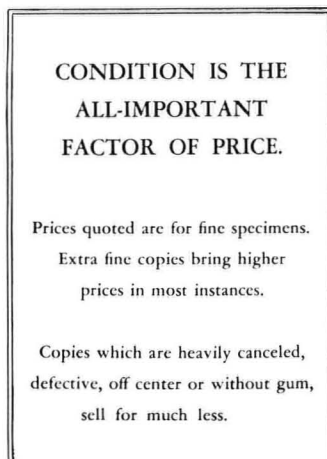 CONDITION IS THE
ALL-IMPORTANT
FACTOR OF PRICE.
Prices quoted are for fine specimens.
Extra fine copies bring higher
prices in most instances.
Copies which are heavily canceled,
defective, off center or without gum,
sell for much less.